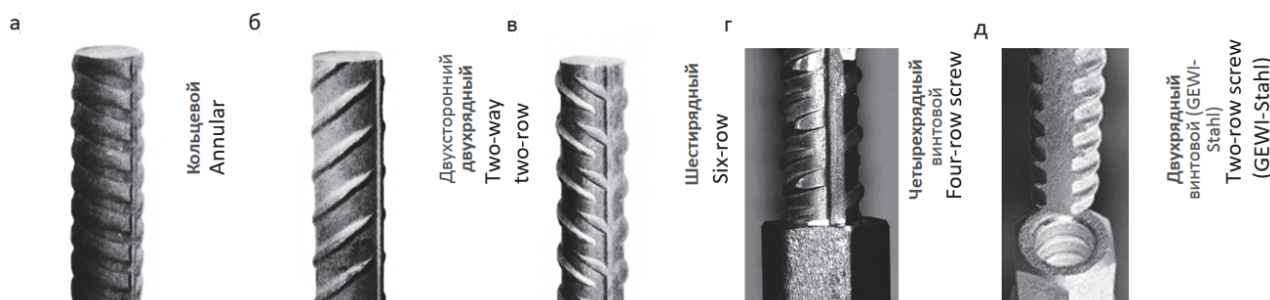 а
Кольцевой
Annular
б
Двухсторонний
двухрядный
Two-way
two-row
в
Шестирядный
Six-row
г
Четырехрядный
винтовой
Four-row screw
д
Двухрядный
винтовой (GEWI-
Stahl)
Two-row screw
(GEWI-Stahl)